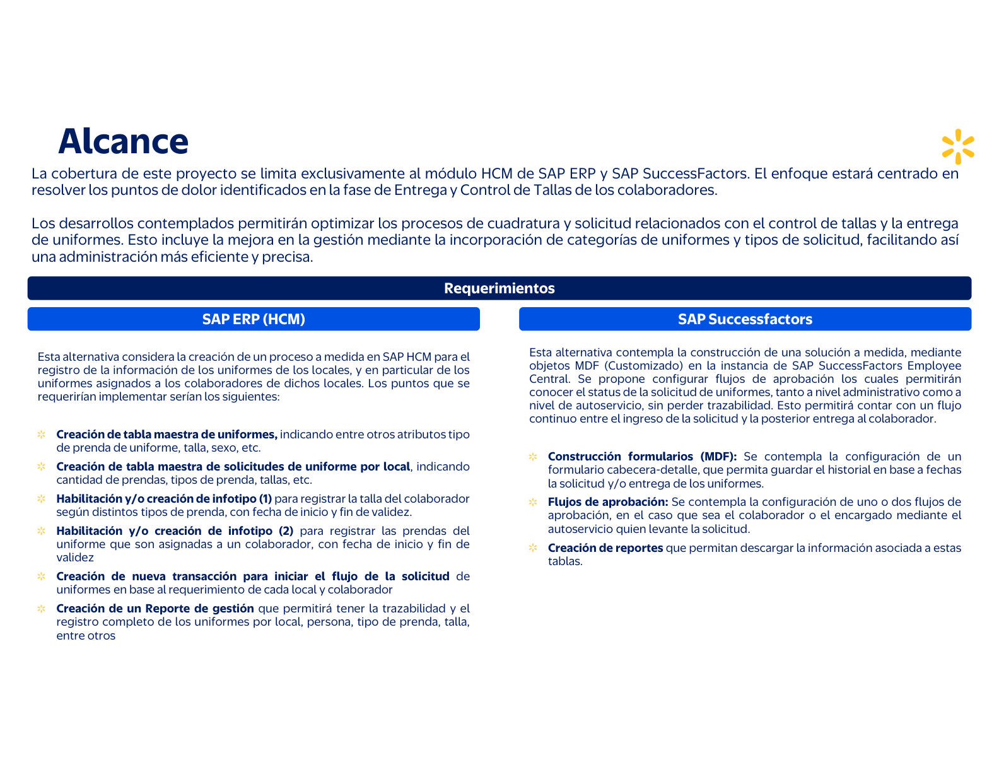 Alcance
La cobertura de este proyecto se limita exclusivamente al módulo HCM de SAP ERP y SAP SuccessFactors. El enfoque estará centrado en
resolver los puntos de dolor identificados en la fase de Entrega y Control de Tallas de los colaboradores.
Los desarrollos contemplados permitirán optimizar los procesos de cuadratura y solicitud relacionados con el control de tallas y la entrega
de uniformes. Esto incluye la mejora en la gestión mediante la incorporación de categorías de uniformes y tipos de solicitud, facilitando así
una administración más eficiente y precisa.
Requerimientos
SAP ERP (HCM)
Esta alternativa considera la creación de un proceso a medida en SAP HCM para el
registro de la información de los uniformes de los locales, y en particular de los
uniformes asignados a los colaboradores de dichos locales. Los puntos que se
requerirían implementar serían los siguientes:
Creación de tabla maestra de uniformes, indicando entre otros atributos tipo
de prenda de uniforme, talla, sexo, etc.
Creación de tabla maestra de solicitudes de uniforme por local, indicando
cantidad de prendas, tipos de prenda, tallas, etc.
Habilitación y/o creación de infotipo (1) para registrar la talla del colaborador
según distintos tipos de prenda, con fecha de inicio y fin de validez.
Habilitación y/o creación de infotipo (2) para registrar las prendas del
uniforme que son asignadas a un colaborador, con fecha de inicio y fin de
validez
Creación de nueva transacción para iniciar el flujo de la solicitud de
uniformes en base al requerimiento de cada local y colaborador
Creación de un Reporte de gestión que permitirá tener la trazabilidad y el
registro completo de los uniformes por local, persona, tipo de prenda, talla,
entre otros
SAP Successfactors
Esta alternativa contempla la construcción de una solución a medida, mediante
objetos MDF (Customizado) en la instancia de SAP SuccessFactors Employee
Central. Se propone configurar flujos de aprobación los cuales permitirán
conocer el status de la solicitud de uniformes, tanto a nivel administrativo como a
nivel de autoservicio, sin perder trazabilidad. Esto permitirá contar con un flujo
continuo entre el ingreso de la solicitud y la posterior entrega al colaborador.
Construcción formularios (MDF): Se contempla la configuración de un
formulario cabecera-detalle, que permita guardar el historial en base a fechas
la solicitud y/o entrega de los uniformes.
Flujos de aprobación: Se contempla la configuración de uno o dos flujos de
aprobación, en el caso que sea el colaborador o el encargado mediante el
autoservicio quien levante la solicitud.
Creación de reportes que permitan descargar la información asociada a estas
tablas.